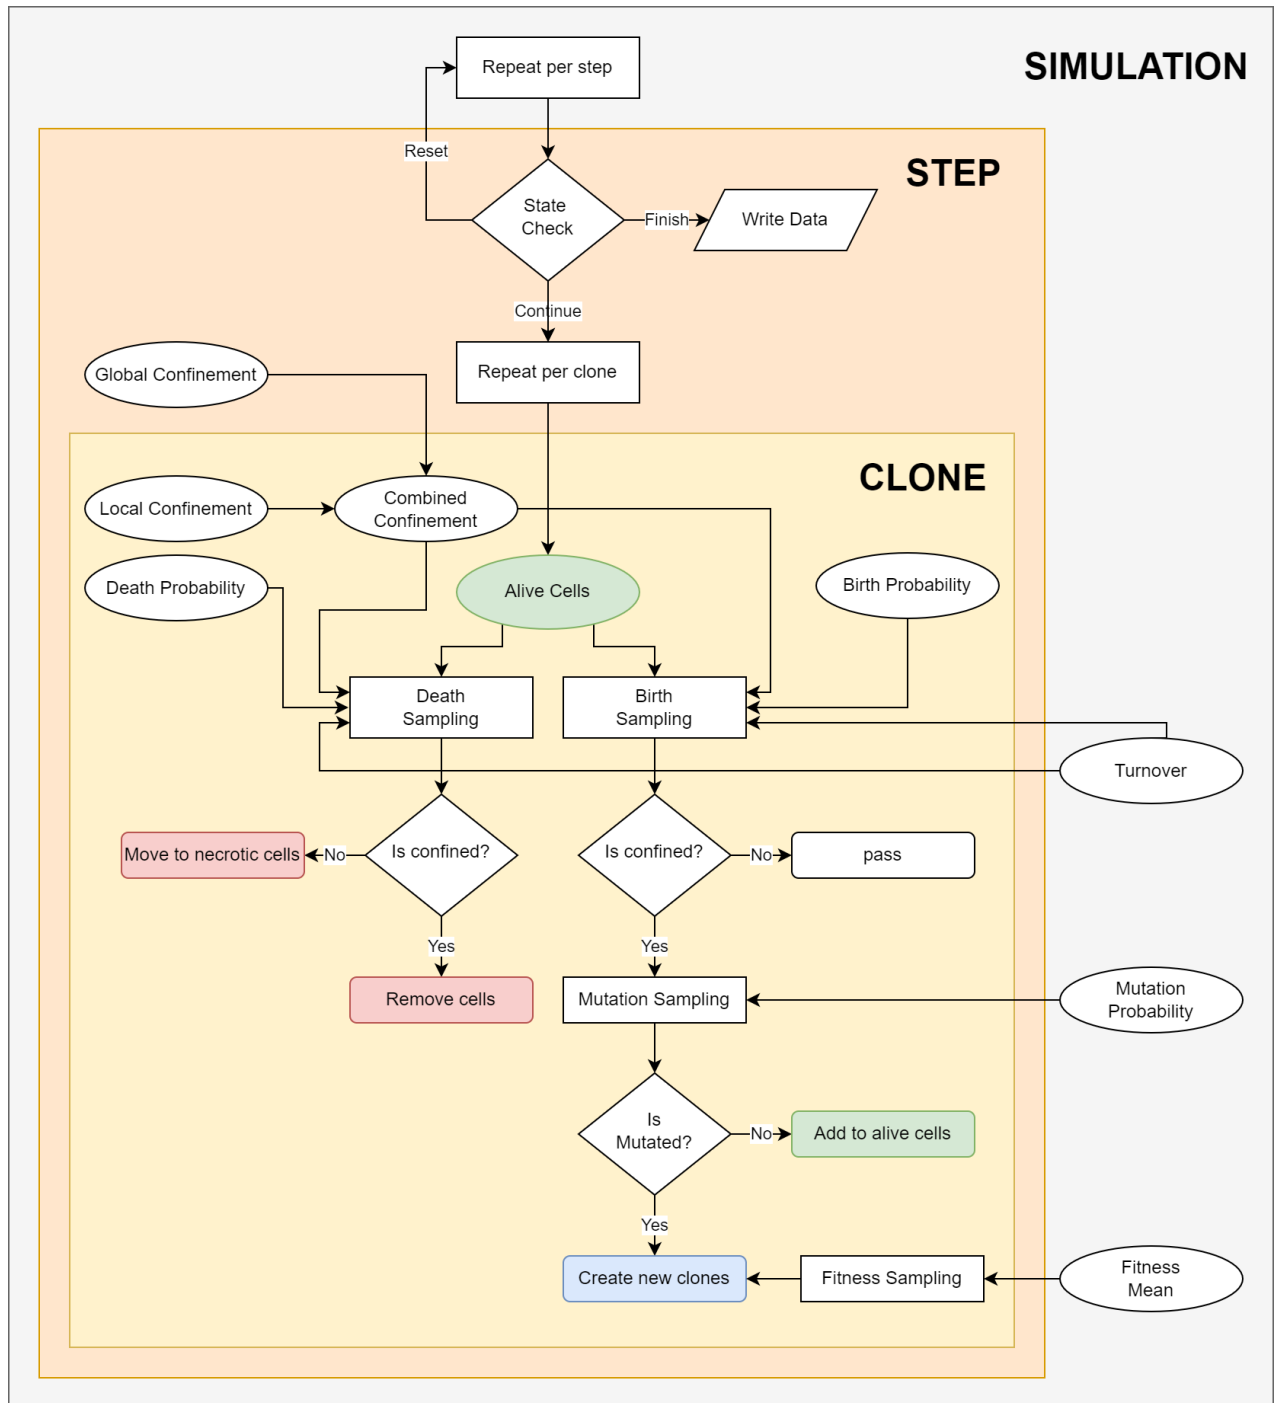 Repeat per step
SIMULATION
Reset
STEP
State
Check
Finish
Write Data
Continue
Global Confinement
Repeat per clone
CLONE
Local Confinement
Combined
Confinement
Death Probability
Alive Cells
Birth Probability
Death
Sampling
Birth
Sampling
Turnover
Move to necrotic cells
No
Is confined?
Is confined?
No
pass
Yes
Yes
Remove cells
Mutation Sampling
Mutation
Probability
Is
Mutated?
No
Add to alive cells
Yes
Create new clones
Fitness Sampling
Fitness
Mean